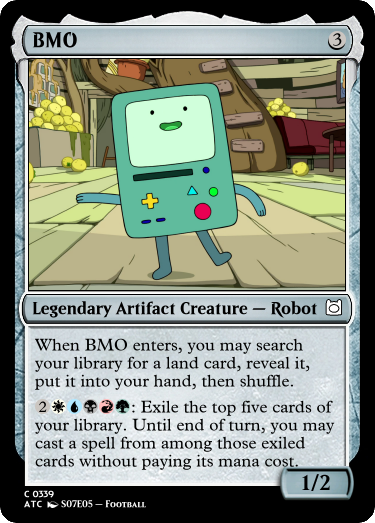 BMO 3
Legendary Artifact Creature — Robot
When BMO enters, you may search
your library for a land card, reveal it,
put it into your hand, then shuffle.
2: Exile the top five cards of
your library. Until end of turn, you may
cast a spell from among those exiled
cards without paying its mana cost.
1/2
C 0339
ATC S07E05 — Football